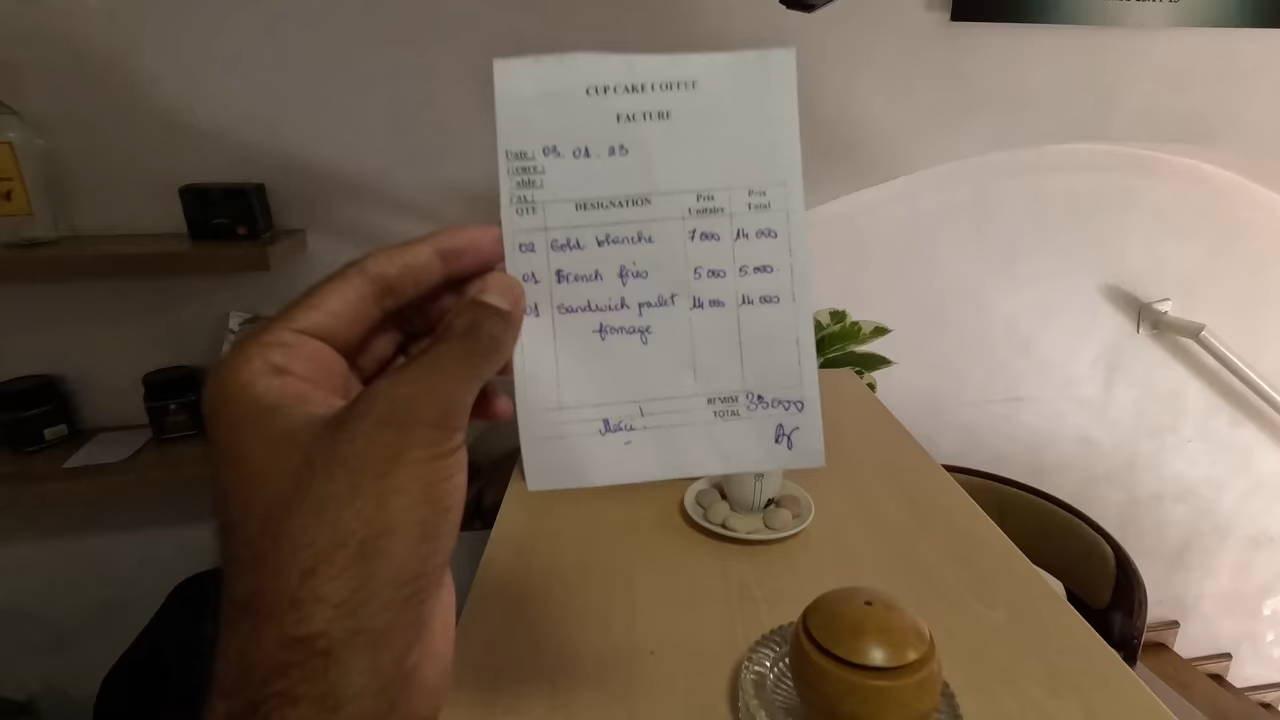 CUP CAKE COFFEE
FACTURE
Date : 03. 01. 23
QTE DESIGNATION Prix Unitaire Prix Total
02 Gold blanche 7 000 14 000
01 French fries 5 000 5.000.
01 Sandwich poulet fromage 14 000 14 000
REMISE
TOTAL 33000
Merci !